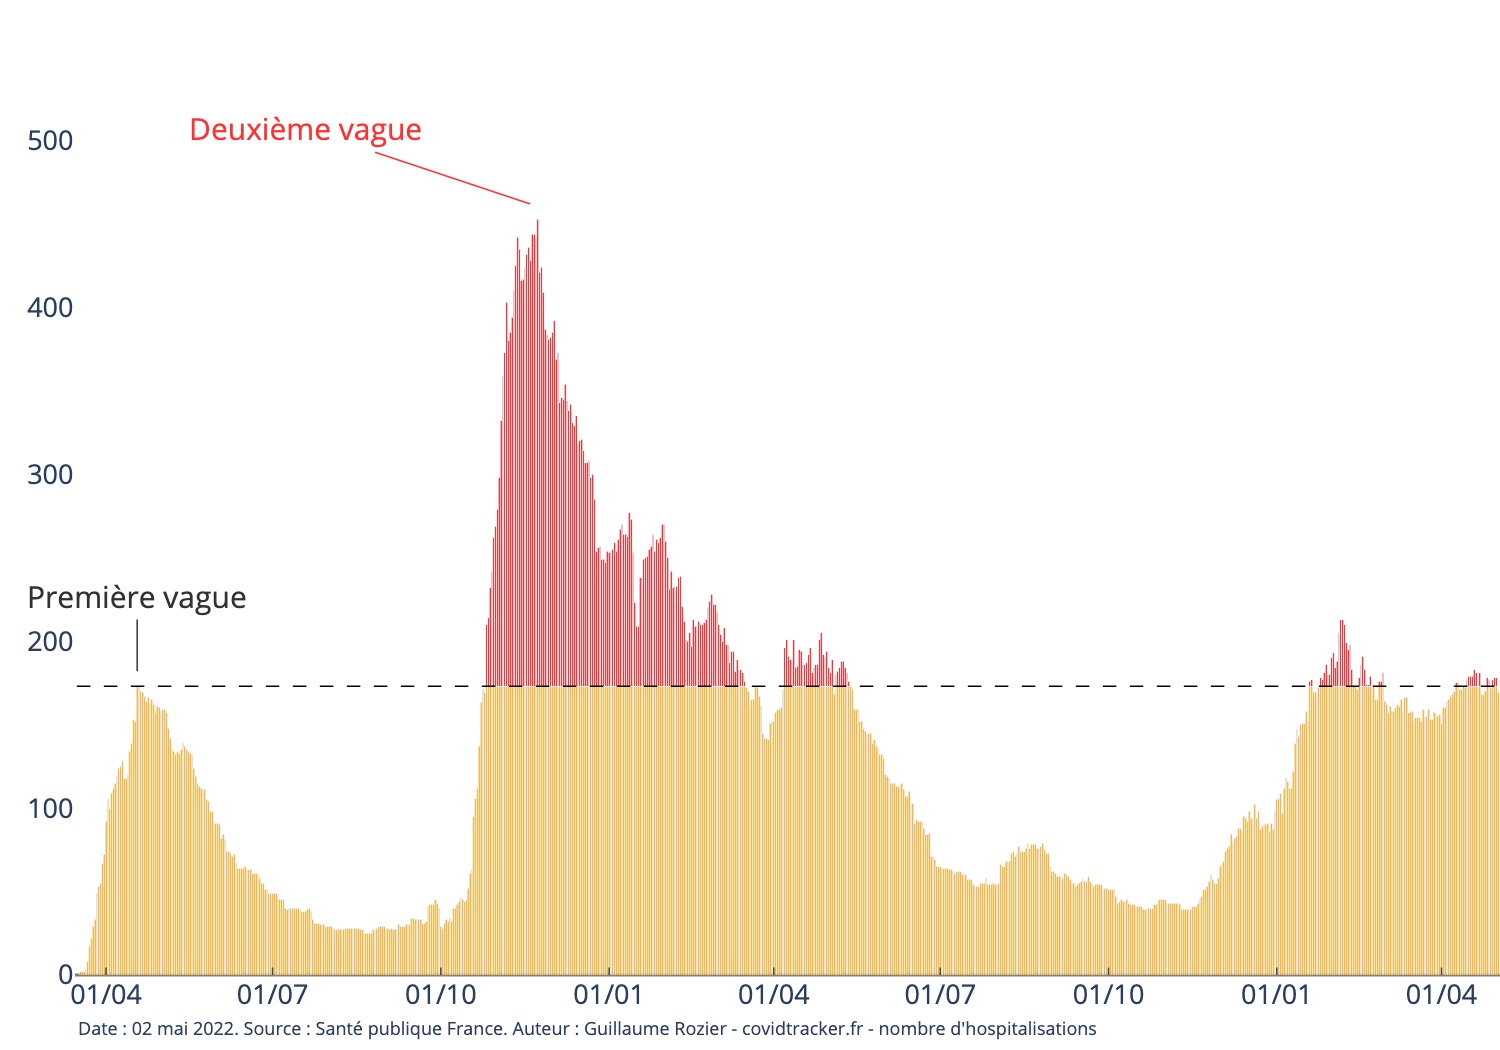 Deuxième vague
500
400
300
Première vague
200
100
0
01/04 01/07 01/10 01/01 01/04 01/07 01/10 01/01 01/04
Date : 02 mai 2022. Source : Santé publique France. Auteur : Guillaume Rozier - covidtracker.fr - nombre d'hospitalisations